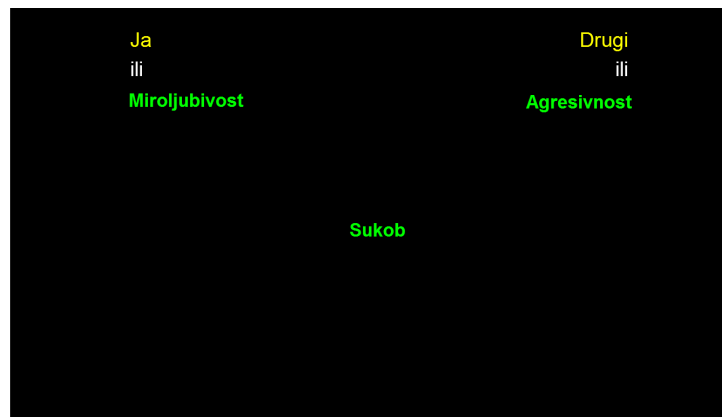 Ja
ili
Miroljubivost
Drugi
ili
Agresivnost
Sukob